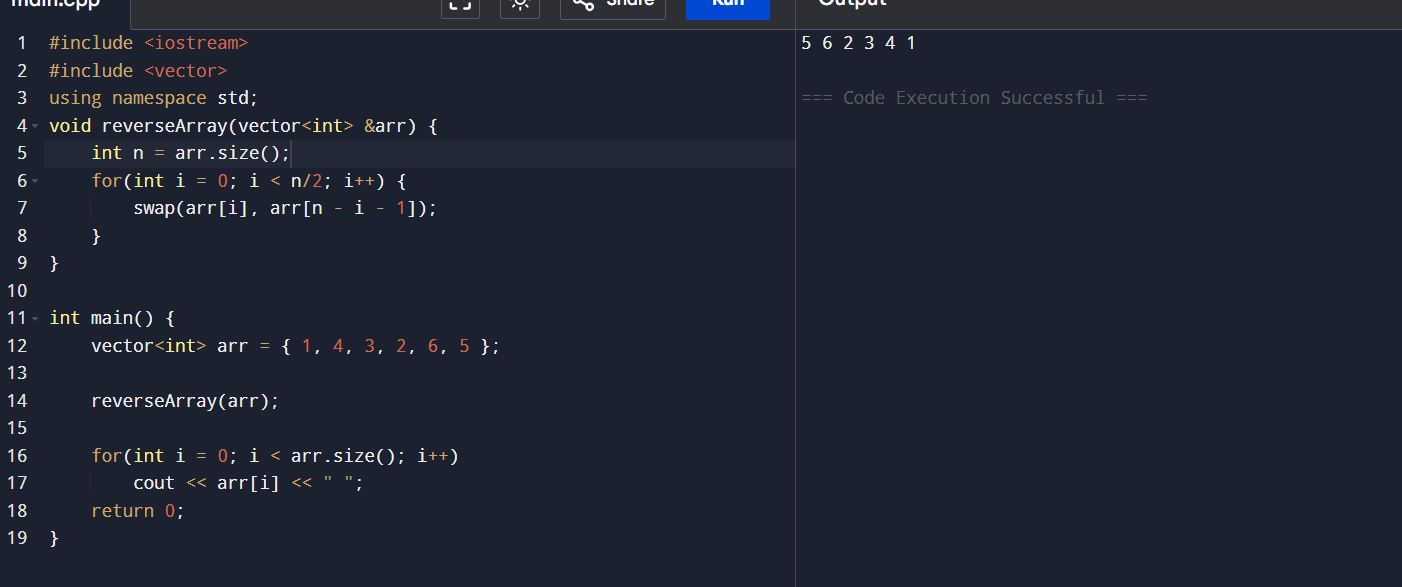 main.cpp
Share
Run
Output
1 #include <iostream>
2 #include <vector>
3 using namespace std;
4 void reverseArray(vector<int> &arr) {
5     int n = arr.size();
6     for(int i = 0; i < n/2; i++) {
7         swap(arr[i], arr[n - i - 1]);
8     }
9 }
10
11 int main() {
12     vector<int> arr = { 1, 4, 3, 2, 6, 5 };
13
14     reverseArray(arr);
15
16     for(int i = 0; i < arr.size(); i++)
17         cout << arr[i] << " ";
18     return 0;
19 }
5 6 2 3 4 1
=== Code Execution Successful ===